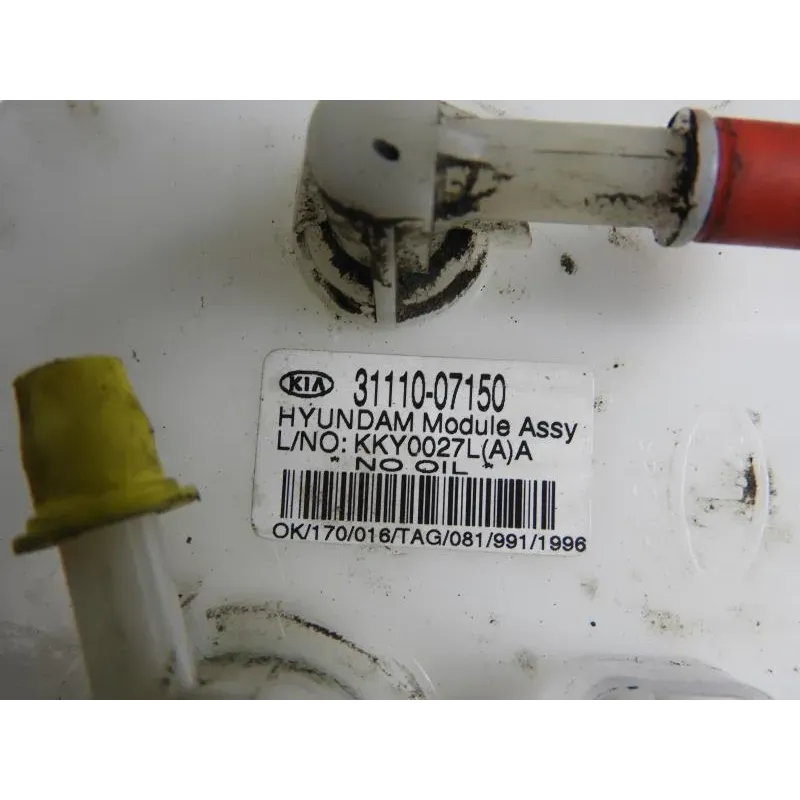 KIA 31110-07150
HYUNDAM Module Assy
L/NO: KKY0027L(A)A
* NO OIL *
OK/170/016/TAG/081/991/1996